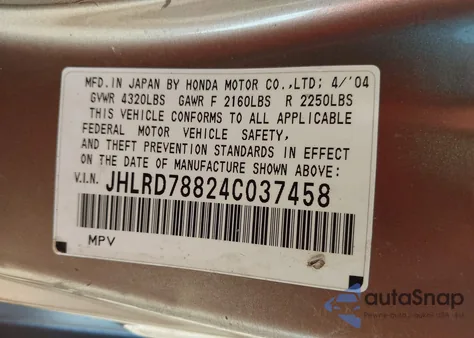 MFD. IN JAPAN BY HONDA MOTOR CO., LTD; 4/'04
GVWR 4320LBS GAWR F 2160LBS R 2250LBS
THIS VEHICLE CONFORMS TO ALL APPLICABLE
FEDERAL MOTOR VEHICLE SAFETY,
AND THEFT PREVENTION STANDARDS IN EFFECT
ON THE DATE OF MANUFACTURE SHOWN ABOVE:
V.I.N. JHLRD78824C037458
MPV
autoSnap